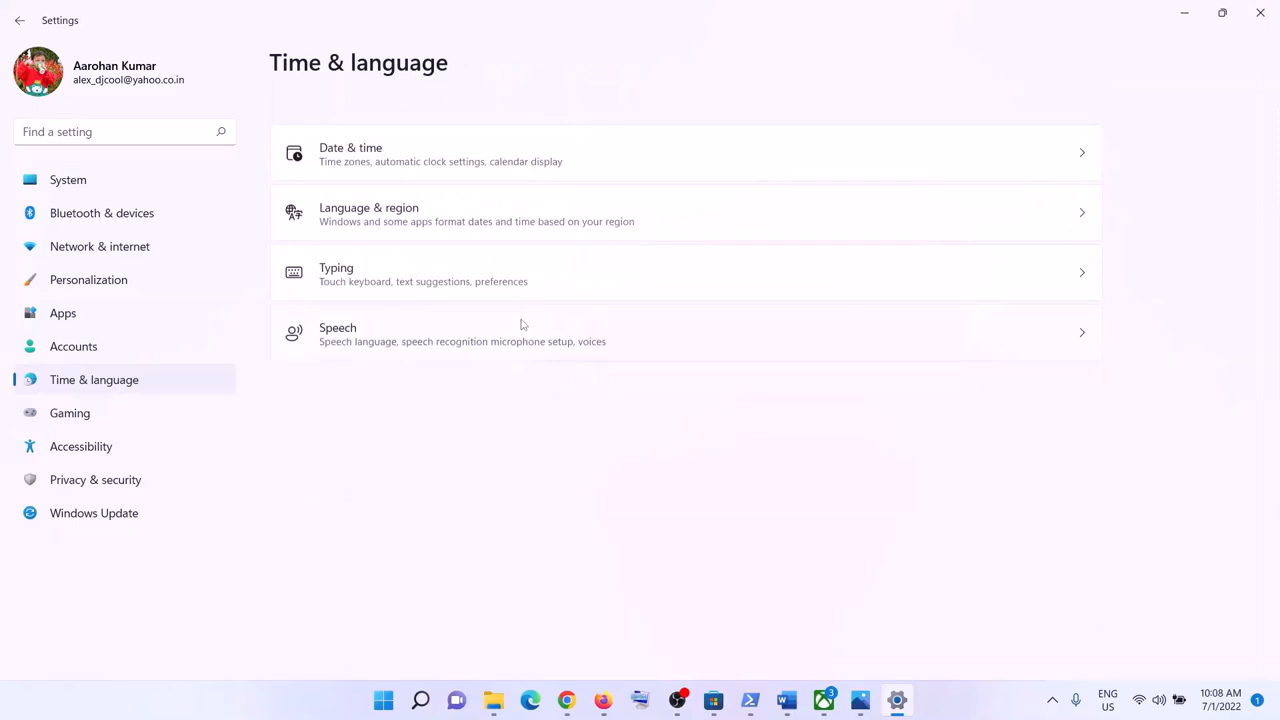 Settings
Aarohan Kumar
alex_djcool@yahoo.co.in
Find a setting
System
Bluetooth & devices
Network & internet
Personalization
Apps
Accounts
Time & language
Gaming
Accessibility
Privacy & security
Windows Update
Time & language
Date & time
Time zones, automatic clock settings, calendar display
Language & region
Windows and some apps format dates and time based on your region
Typing
Touch keyboard, text suggestions, preferences
Speech
Speech language, speech recognition microphone setup, voices
3
ENG
US
10:08 AM
7/1/2022
1